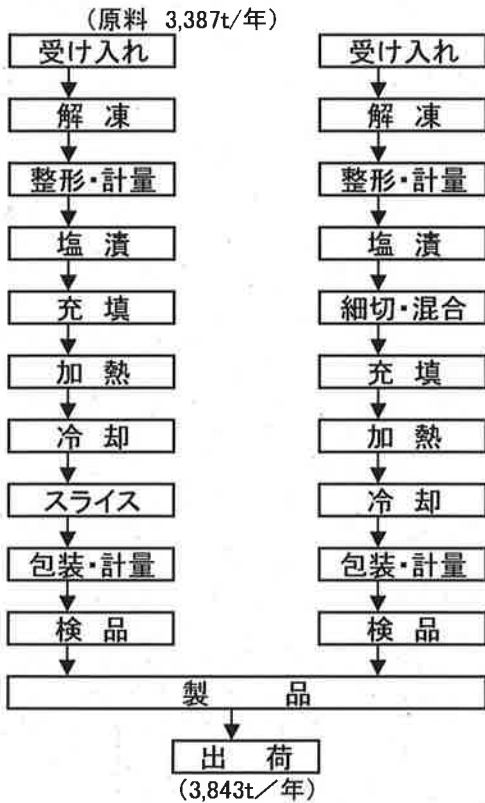 (原料 3,387t/年)
受け入れ
解凍
整形・計量
塩漬
充填
加熱
冷却
スライス
包装・計量
検品
受け入れ
解凍
整形・計量
塩漬
細切・混合
充填
加熱
冷却
包装・計量
検品
製品
出荷
(3,843t/年)